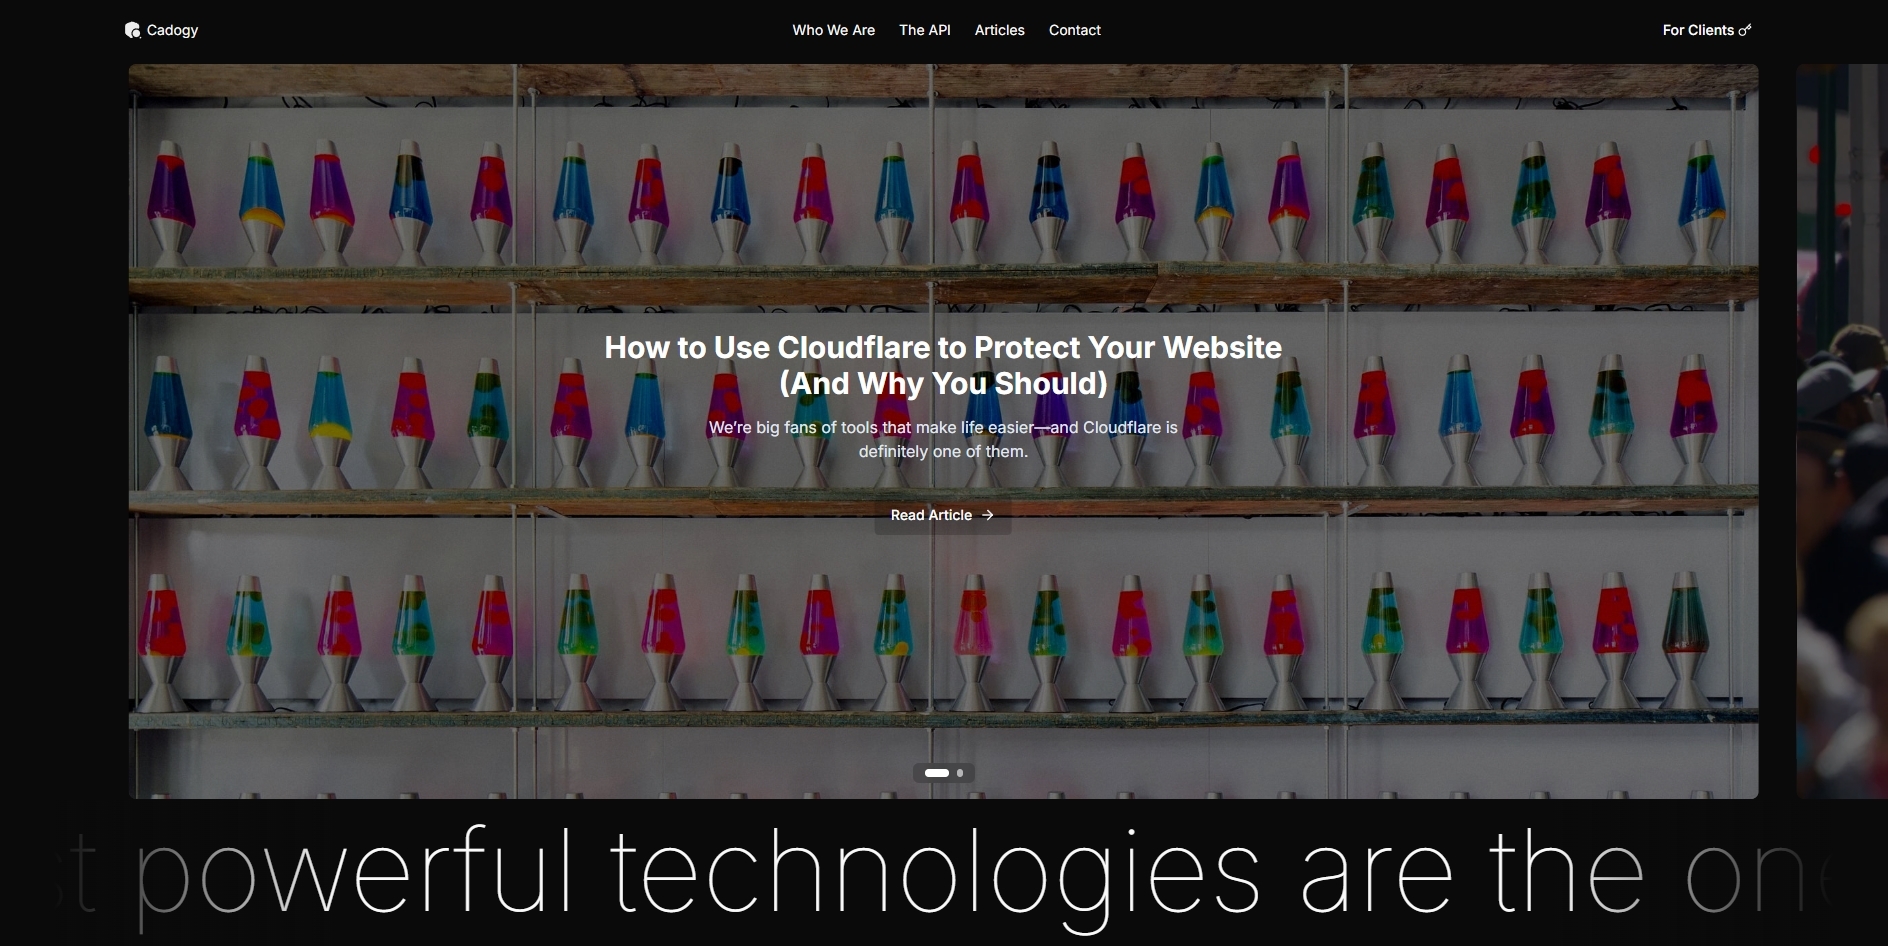 Cadogy
Who We Are
The API
Articles
Contact
For Clients
How to Use Cloudflare to Protect Your Website
(And Why You Should)
We’re big fans of tools that make life easier—and Cloudflare is
definitely one of them.
Read Article →
powerful technologies are the one